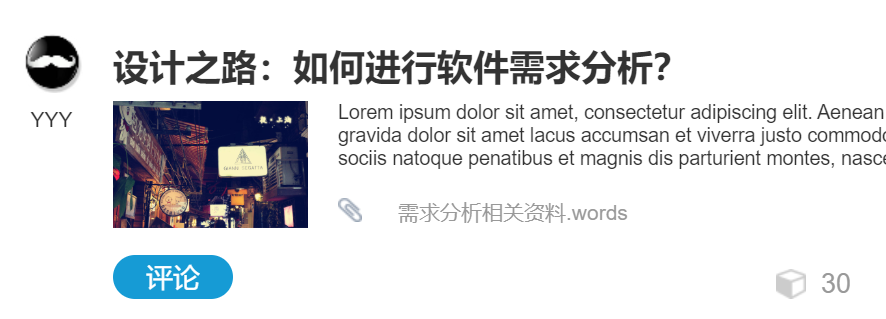 设计之路：如何进行软件需求分析？
YYY
Lorem ipsum dolor sit amet, consectetur adipiscing elit. Aenean
gravida dolor sit amet lacus accumsan et viverra justo commodo
sociis natoque penatibus et magnis dis parturient montes, nasce
需求分析相关资料.words
评论
30